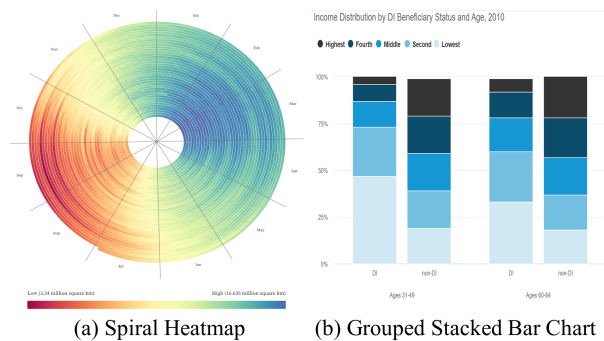 Dec
Jan
Nov
Feb
Oct
Mar
Sep
Apr
Aug
May
Jul
Jun
Low (3.34 million square km)
High (16.635 million square km)
(a) Spiral Heatmap
Income Distribution by DI Beneficiary Status and Age, 2010
Highest Fourth Middle Second Lowest
100%
75%
50%
25%
0%
DI non-DI DI non-DI
Ages 31-49 Ages 60-64
(b) Grouped Stacked Bar Chart